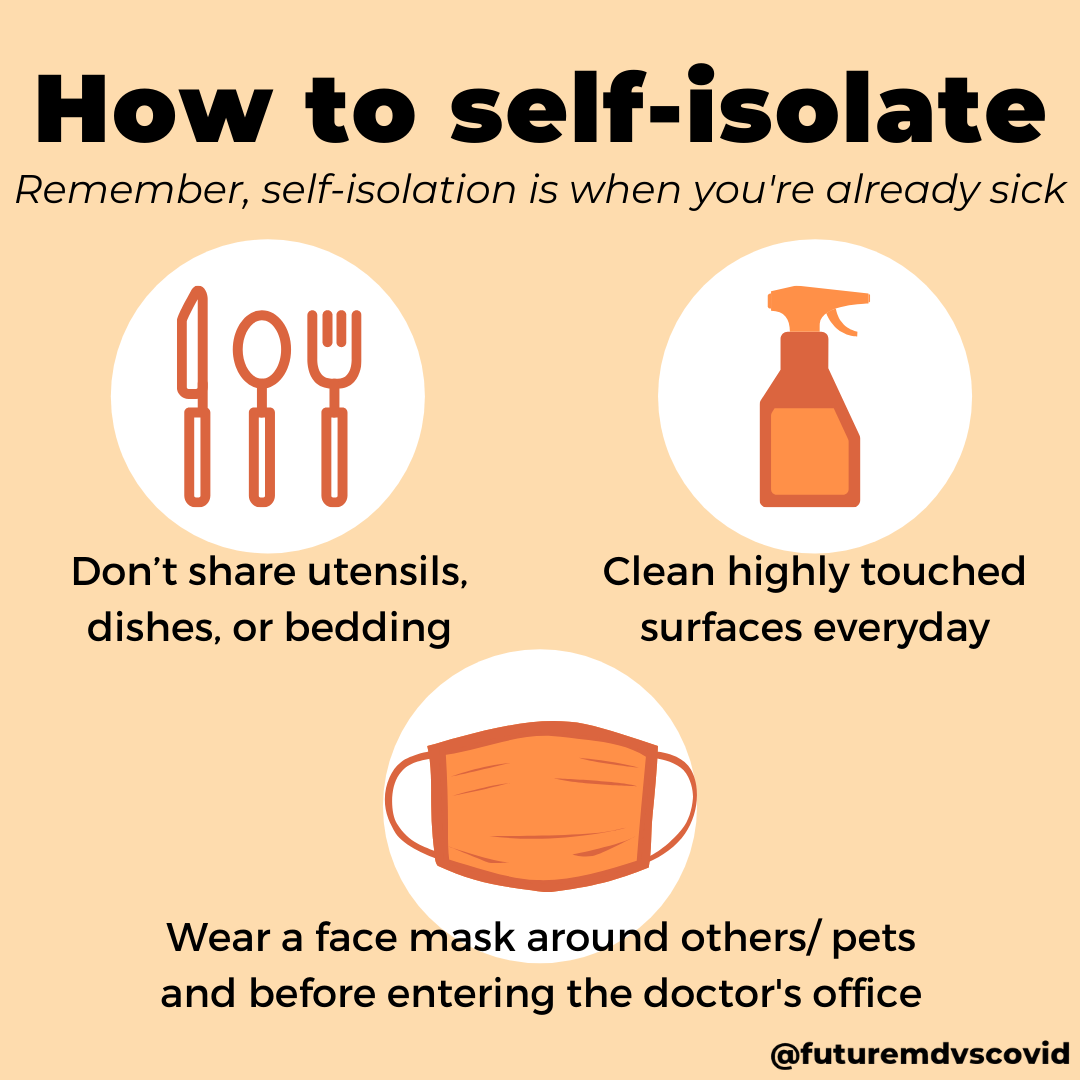 How to self-isolate
Remember, self-isolation is when you're already sick
Don’t share utensils,
dishes, or bedding
Clean highly touched
surfaces everyday
Wear a face mask around others/ pets
and before entering the doctor's office
@futuremdvscovid